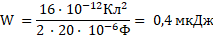 W = 16 · 10⁻¹²Кл² / 2 · 20 · 10⁻⁶Ф = 0,4 мкДж